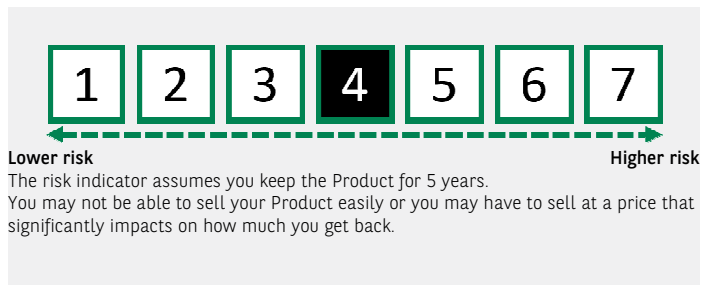 1 2 3 4 5 6 7
Lower risk Higher risk
The risk indicator assumes you keep the Product for 5 years.
You may not be able to sell your Product easily or you may have to sell at a price that
significantly impacts on how much you get back.